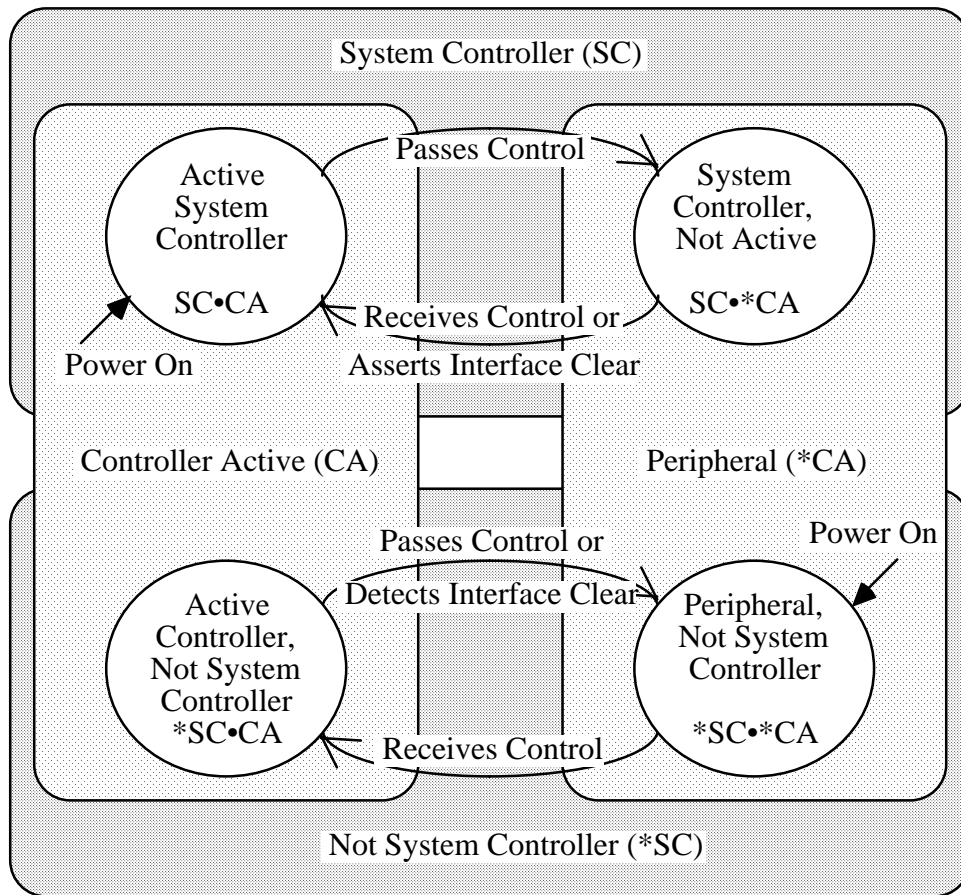 System Controller (SC)
Passes Control
Active
System
Controller
SC•CA
System
Controller,
Not Active
SC•*CA
Receives Control or
Asserts Interface Clear
Power On
Controller Active (CA)
Peripheral (*CA)
Passes Control or
Detects Interface Clear
Power On
Active
Controller,
Not System
Controller
*SC•CA
Peripheral,
Not System
Controller
*SC•*CA
Receives Control
Not System Controller (*SC)